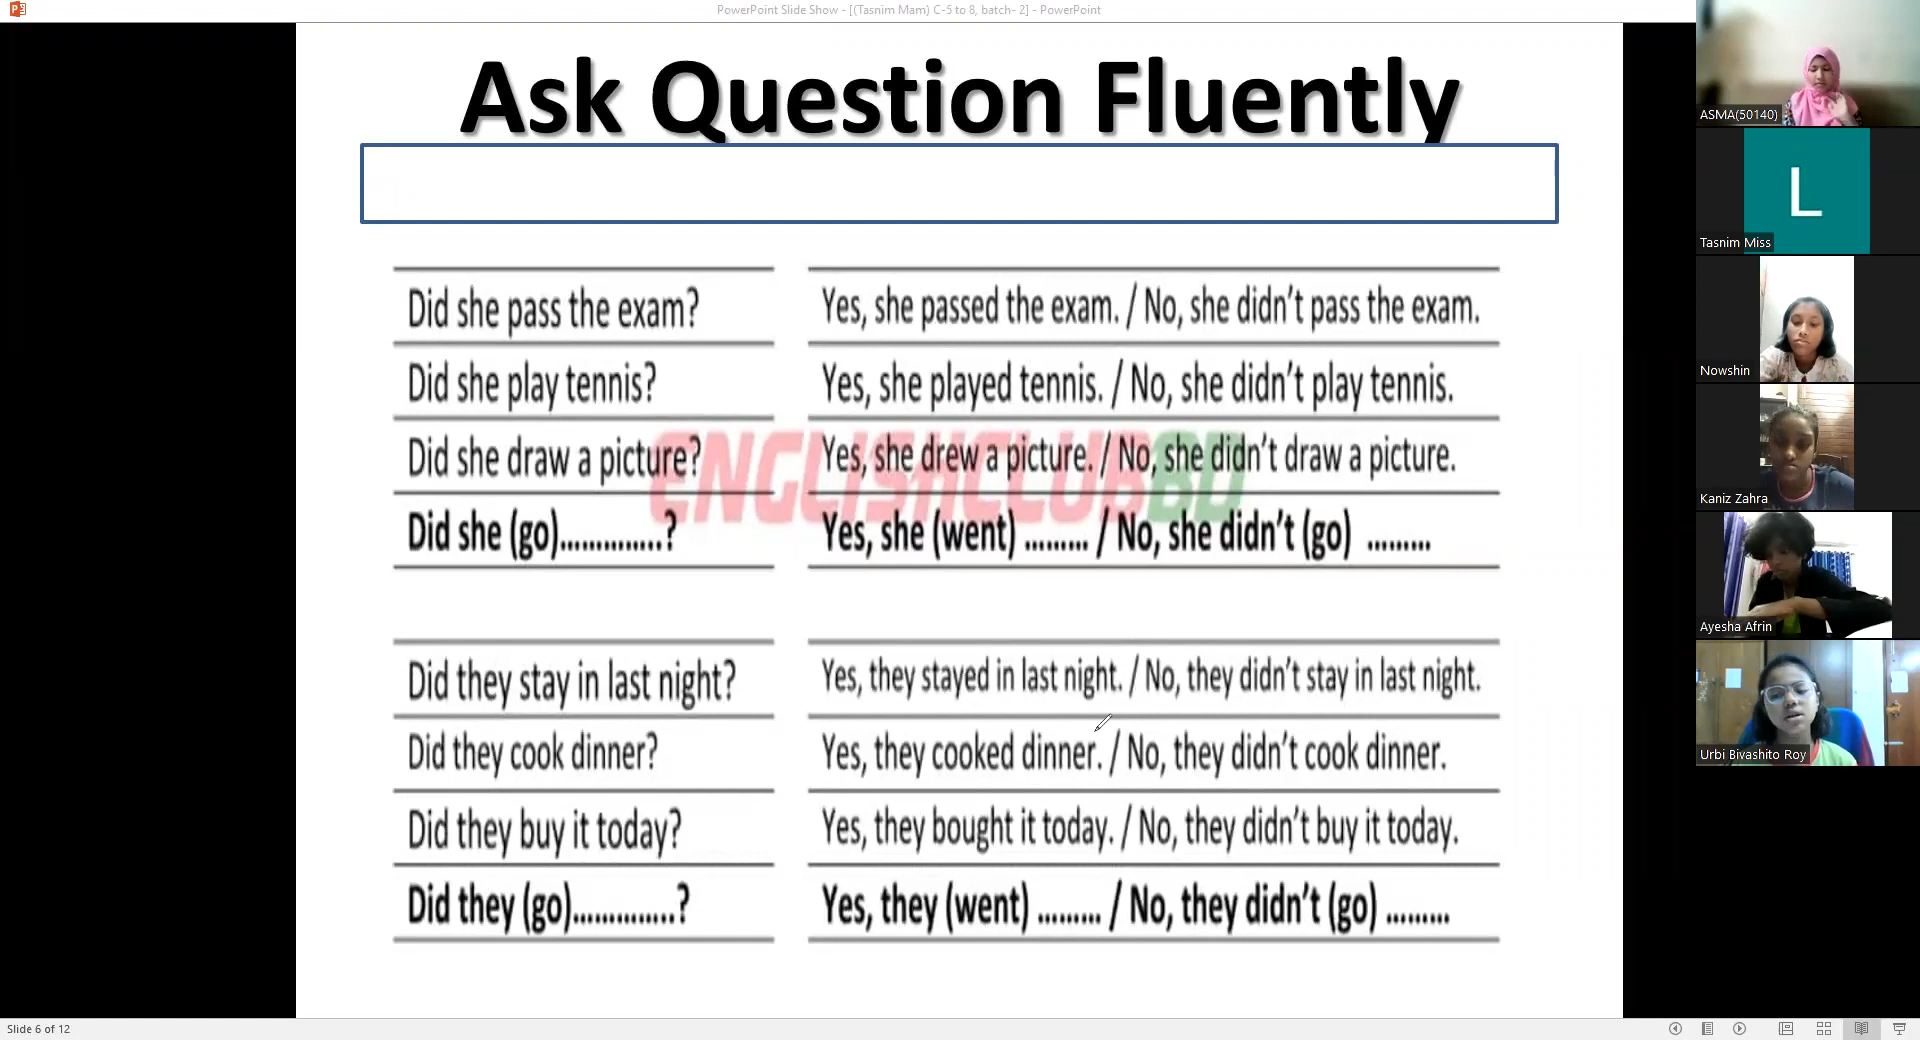 PowerPoint Slide Show - [(Tasnim Mam) C-5 to 8, batch- 2] - PowerPoint
Ask Question Fluently
Did she pass the exam? Yes, she passed the exam. / No, she didn't pass the exam.
Did she play tennis? Yes, she played tennis. / No, she didn't play tennis.
Did she draw a picture? Yes, she drew a picture. / No, she didn't draw a picture.
ENGLISHCLUBBD
Did she (go)..............? Yes, she (went) ......... / No, she didn't (go) .........
Did they stay in last night? Yes, they stayed in last night. / No, they didn't stay in last night.
Did they cook dinner? Yes, they cooked dinner. / No, they didn't cook dinner.
Did they buy it today? Yes, they bought it today. / No, they didn't buy it today.
Did they (go)..............? Yes, they (went) ......... / No, they didn't (go) .........
ASMA(50140)
L
Tasnim Miss
Nowshin
Kaniz Zahra
Ayesha Afrin
Urbi Bivashito Roy
Slide 6 of 12